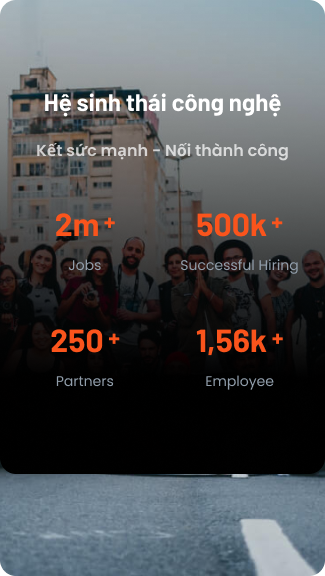 Hệ sinh thái công nghệ
Kết sức mạnh - Nối thành công
2m+ 500k+
Jobs Successful Hiring
250+ 1,56k+
Partners Employee